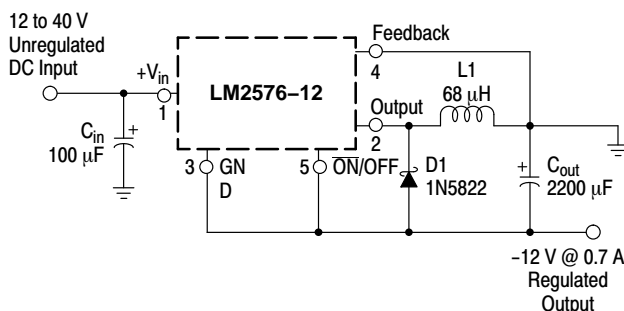 12 to 40 V
Unregulated
DC Input
Feedback
+Vin
4
L1
LM2576–12
68 μH
1
Output
Cin
100 μF
+
2
3 GN
D
5 ON/OFF
D1
1N5822
+
Cout
2200 μF
–12 V @ 0.7 A
Regulated
Output